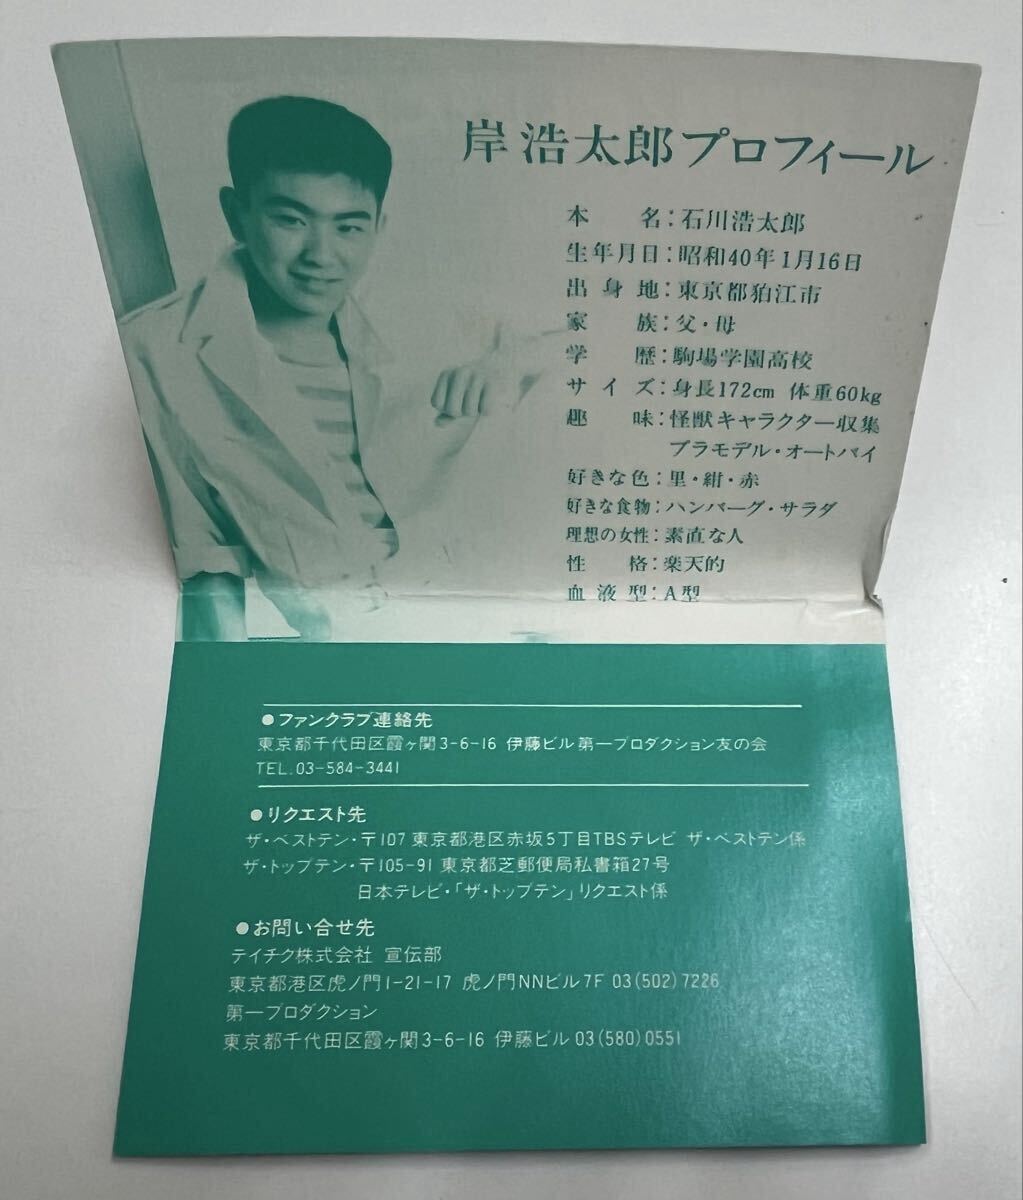 岸 浩太郎プロフィール
本名:石川浩太郎
生年月日:昭和40年1月16日
出身地:東京都狛江市
家族:父・母
学歴:駒場学園高校
サイズ:身長172cm 体重60kg
趣味:怪獣キャラクター収集
プラモデル・オートバイ
好きな色:里・紺・赤
好きな食物:ハンバーグ・サラダ
理想の女性:素直な人
性格:楽天的
血液型:A型
●ファンクラブ連絡先
東京都千代田区霞ヶ関3-6-16 伊藤ビル第一プロダクション友の会
TEL.03-584-3441
●リクエスト先
ザ・ベストテン・〒107 東京都港区赤坂5丁目TBSテレビ ザ・ベストテン係
ザ・トップテン・〒105-91 東京都芝郵便局私書箱27号
日本テレビ・「ザ・トップテン」リクエスト係
●お問い合せ先
テイチク株式会社 宣伝部
東京都港区虎ノ門1-21-17 虎ノ門NNビル7F 03(502)7226
第一プロダクション
東京都千代田区霞ヶ関3-6-16 伊藤ビル 03(580)0551